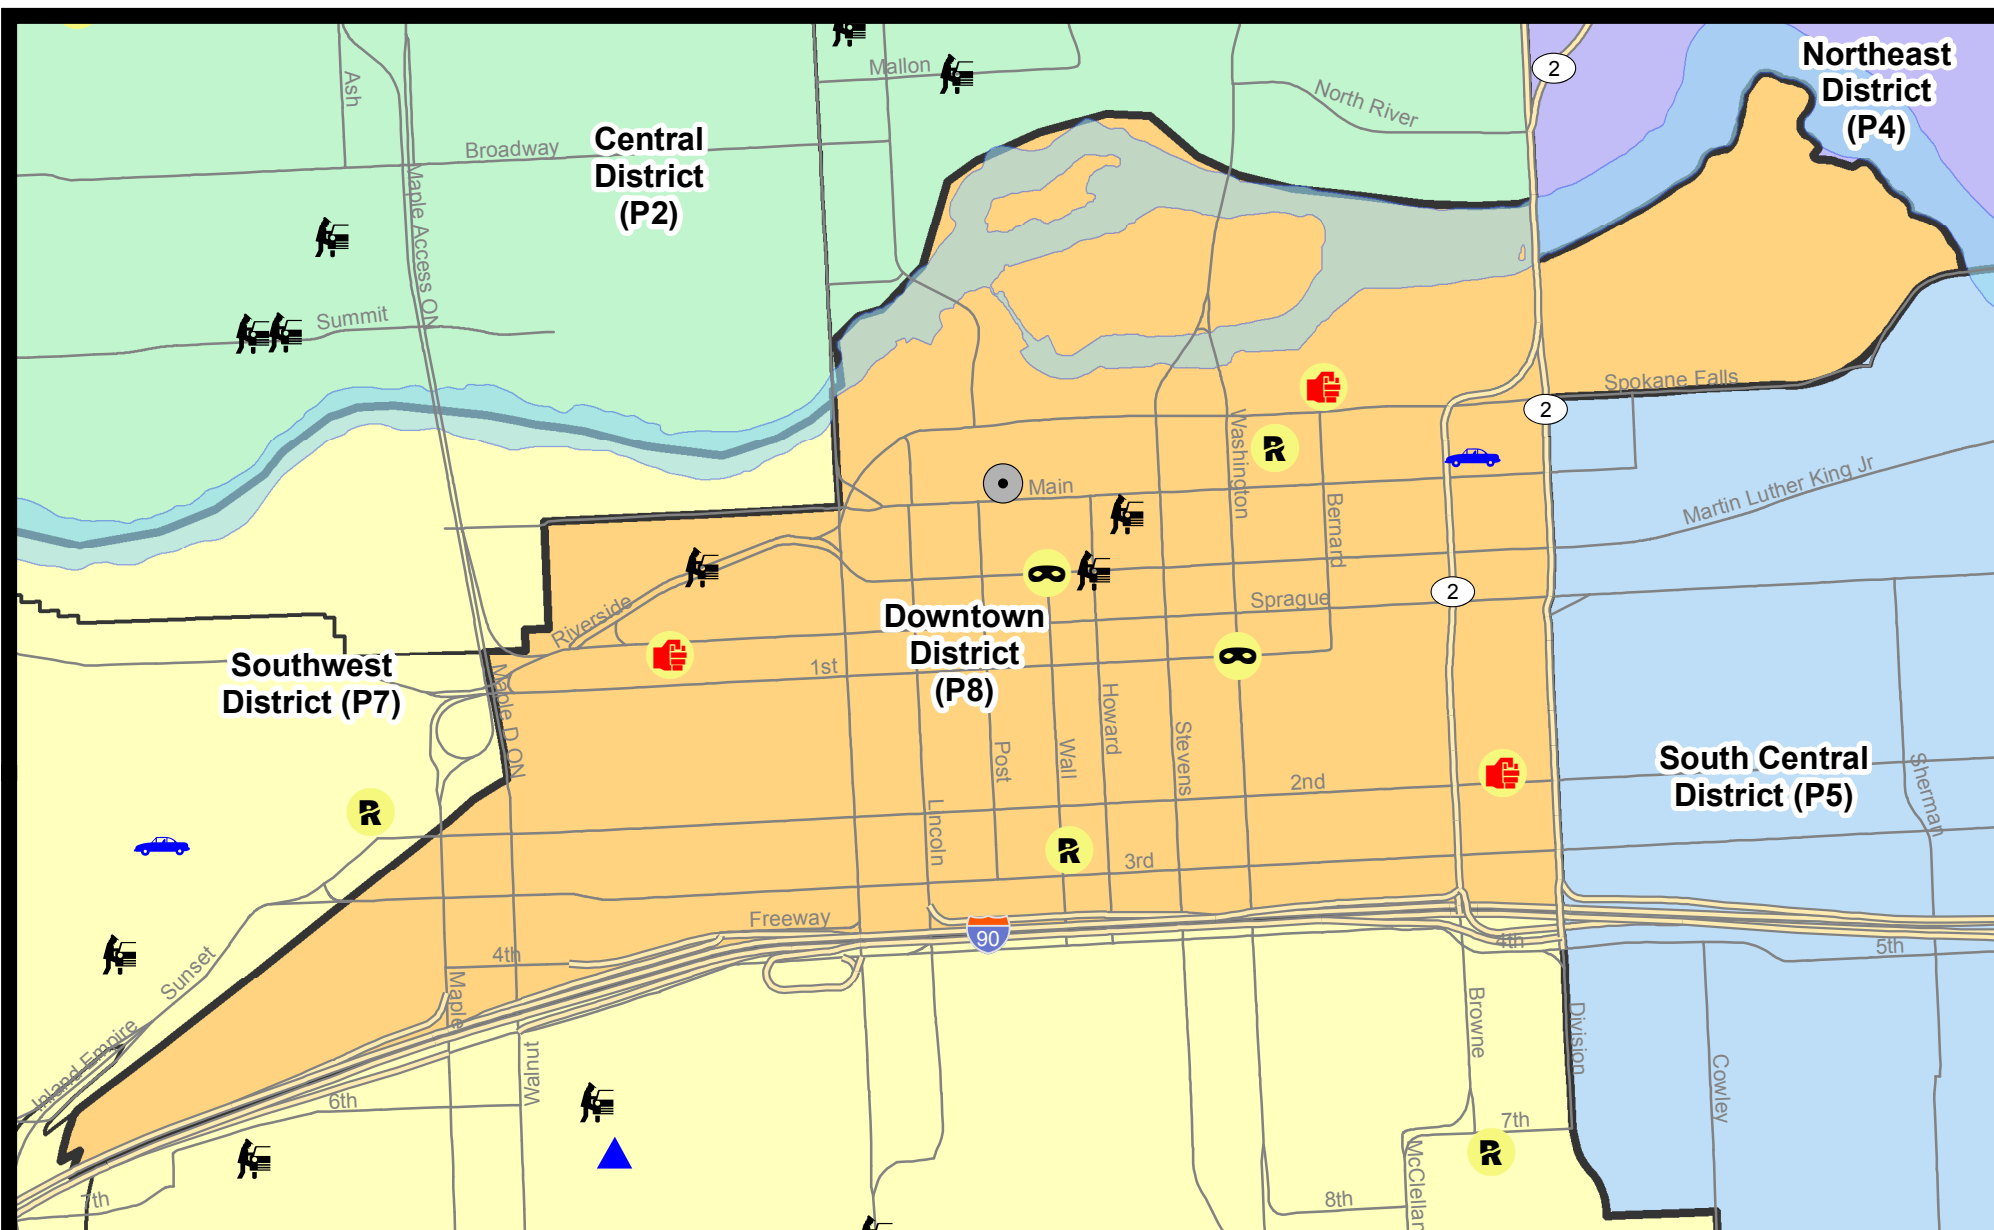 Northeast
District
(P4)
2
Mallon
Ash
North River
Central
District
(P2)
Broadway
Maple Access ON
Summit
Spokane Falls
2
Washington
Main
Bernard
Martin Luther King Jr
2
Riverside
Sprague
Downtown
District
(P8)
Southwest
District (P7)
1st
Maple D ON
Howard
Post
Wall
Stevens
2nd
South Central
District (P5)
Sherman
Lincoln
3rd
Freeway
90
4th
4th
5th
Sunset
Maple
Browne
Division
Inland Empire
Walnut
Cowley
6th
7th
McClellan
7th
8th
R
R
R
R